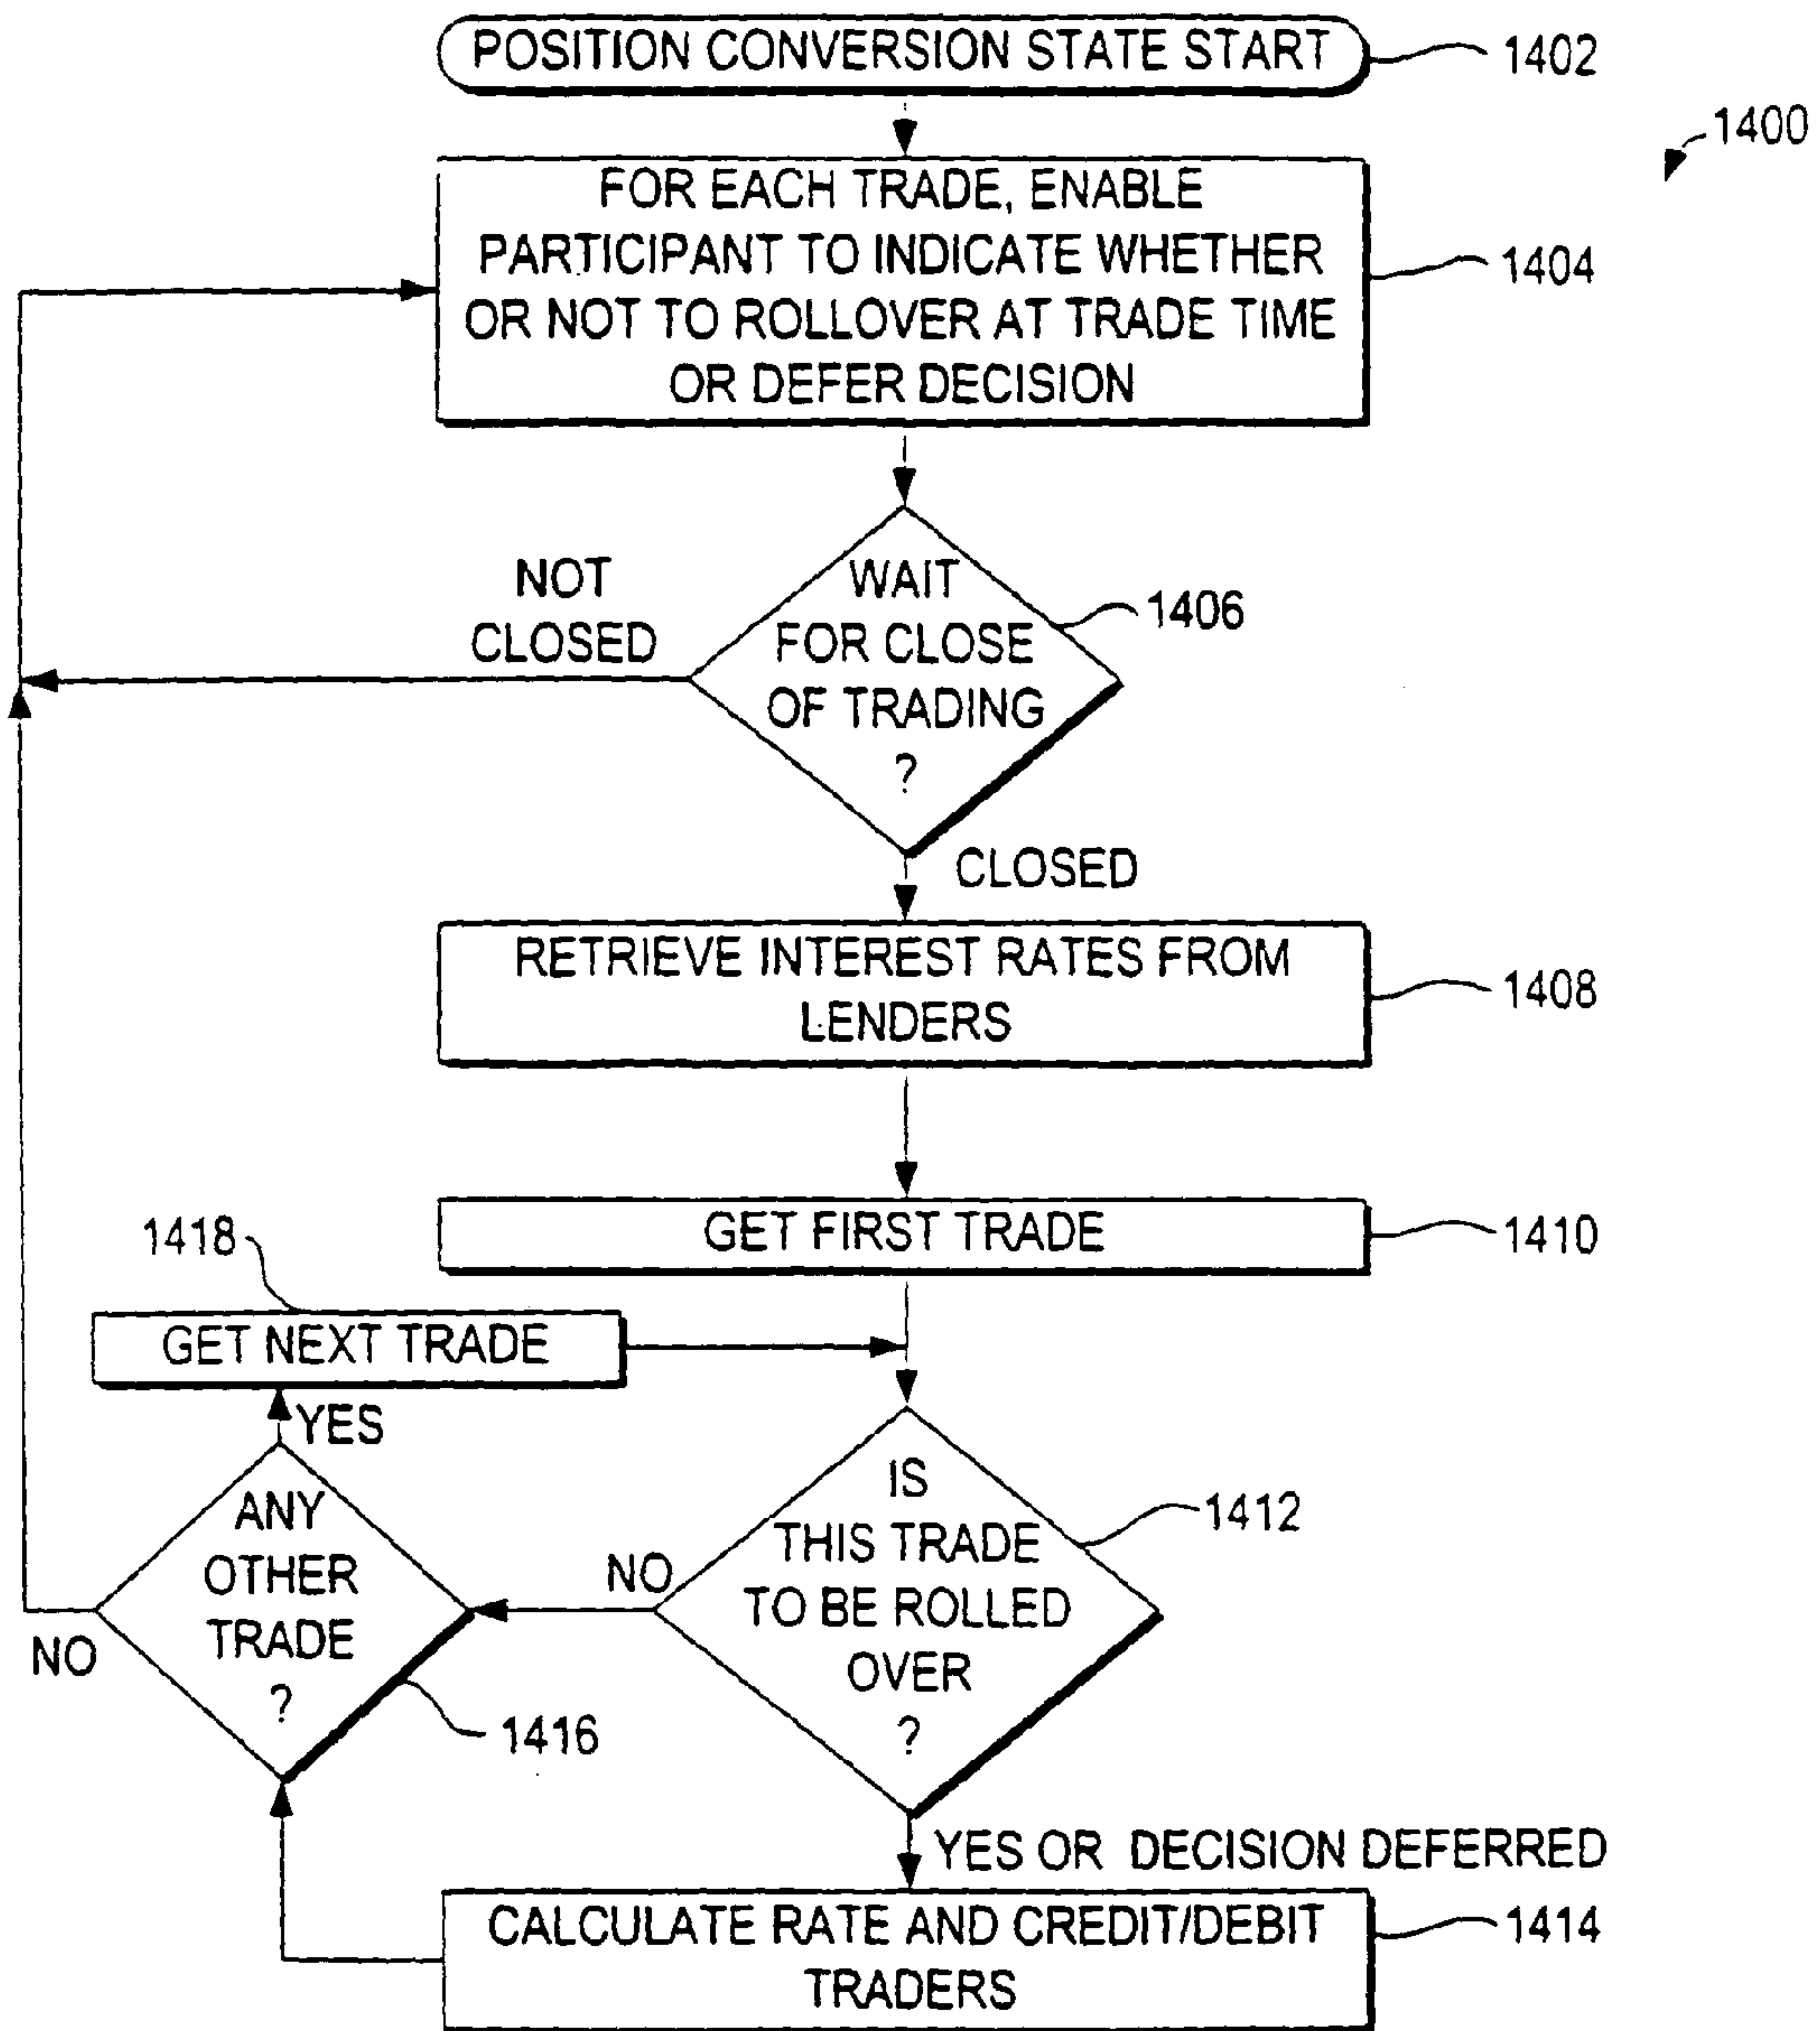 POSITION CONVERSION STATE START
1402
1400
FOR EACH TRADE, ENABLE
PARTICIPANT TO INDICATE WHETHER
OR NOT TO ROLLOVER AT TRADE TIME
OR DEFER DECISION
1404
NOT
CLOSED
WAIT
FOR CLOSE
OF TRADING
?
1406
CLOSED
RETRIEVE INTEREST RATES FROM
LENDERS
1408
GET FIRST TRADE
1410
1418
GET NEXT TRADE
YES
ANY
OTHER
TRADE
?
NO
1416
NO
IS
THIS TRADE
TO BE ROLLED
OVER
?
1412
YES OR DECISION DEFERRED
CALCULATE RATE AND CREDIT/DEBIT
TRADERS
1414